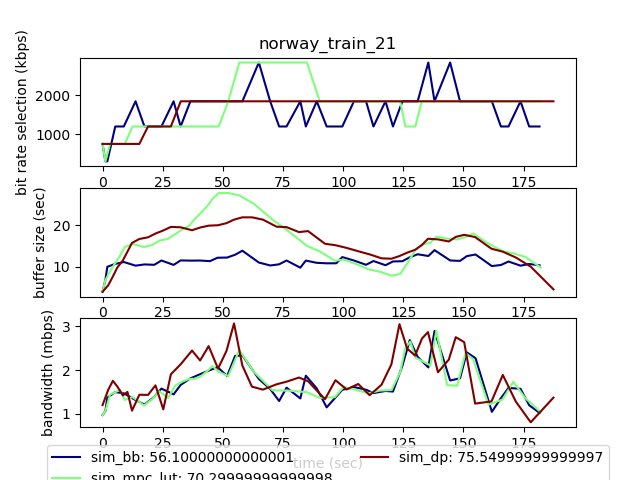 norway_train_21
bit rate selection (kbps)
2000
1000
0 25 50 75 100 125 150 175
buffer size (sec)
20
10
0 25 50 75 100 125 150 175
bandwidth (mbps)
3
2
1
0 25 50 75 100 125 150 175
time (sec)
sim_bb: 56.10000000000001
sim_dp: 75.54999999999997
sim_mpc_lut: 70.29999999999998